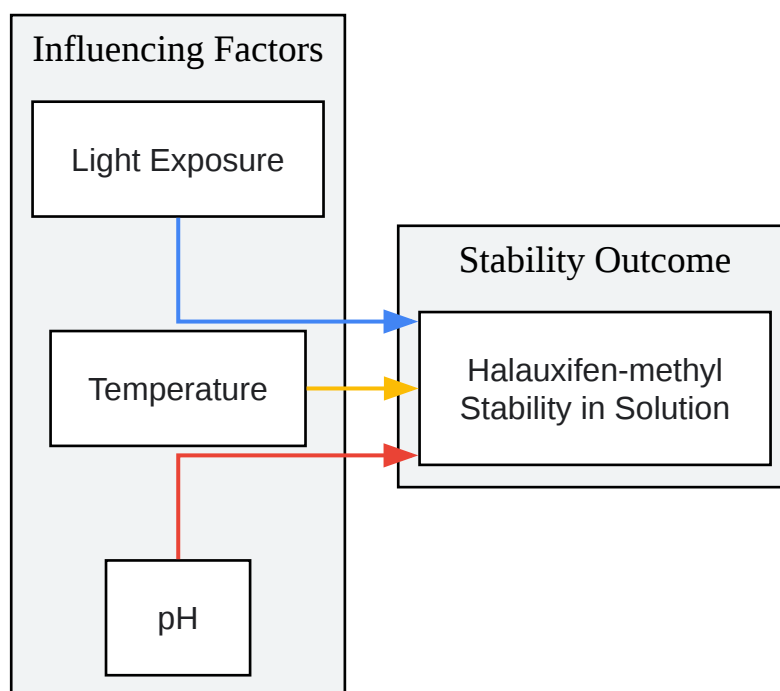 Influencing Factors
Light Exposure
Temperature
pH
Stability Outcome
Halauxifen-methyl
Stability in Solution